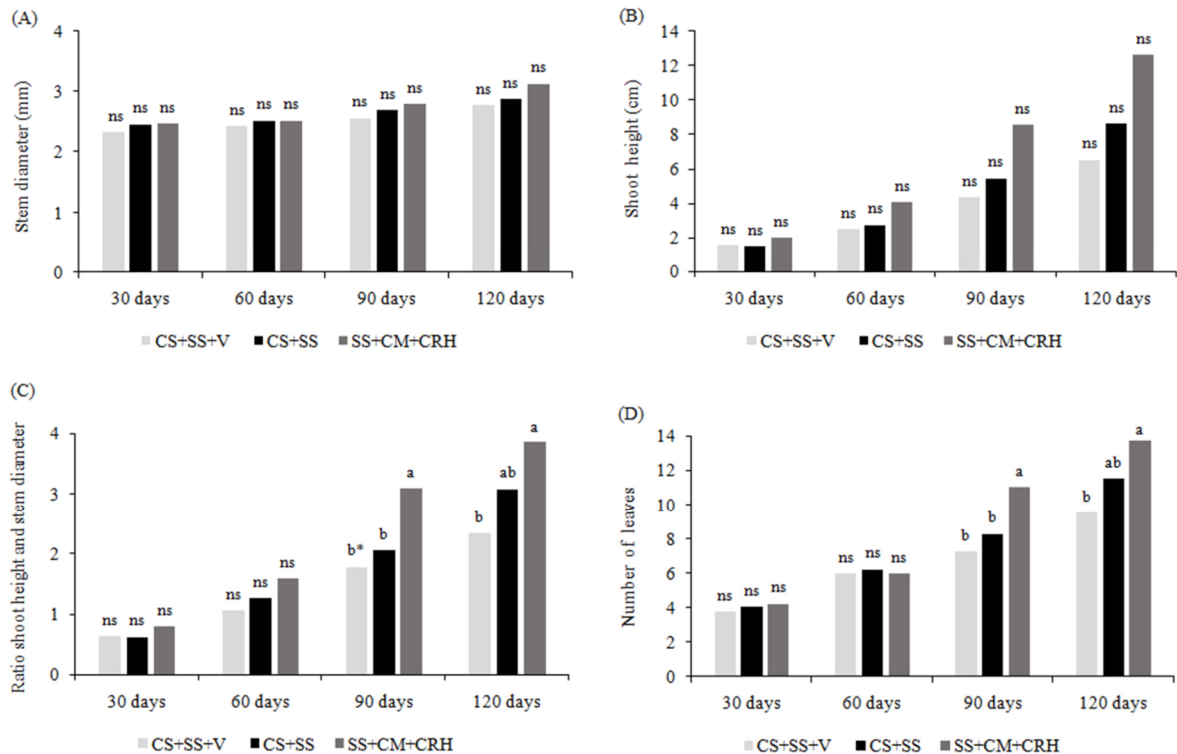 (A)
Stem diameter (mm)
4
3
2
1
0
ns ns ns ns ns ns ns ns ns ns ns ns
30 days 60 days 90 days 120 days
CS+SS+V CS+SS SS+CM+CRH
(B)
Shoot height (cm)
14
12
10
8
6
4
2
0
ns ns ns ns ns ns ns ns ns ns ns ns
30 days 60 days 90 days 120 days
CS+SS+V CS+SS SS+CM+CRH
(C)
Ratio shoot height and stem diameter
4
3
2
1
0
ns ns ns ns ns ns b* b a b ab a
30 days 60 days 90 days 120 days
CS+SS+V CS+SS SS+CM+CRH
(D)
Number of leaves
14
12
10
8
6
4
2
0
ns ns ns ns ns ns b b a b ab a
30 days 60 days 90 days 120 days
CS+SS+V CS+SS SS+CM+CRH